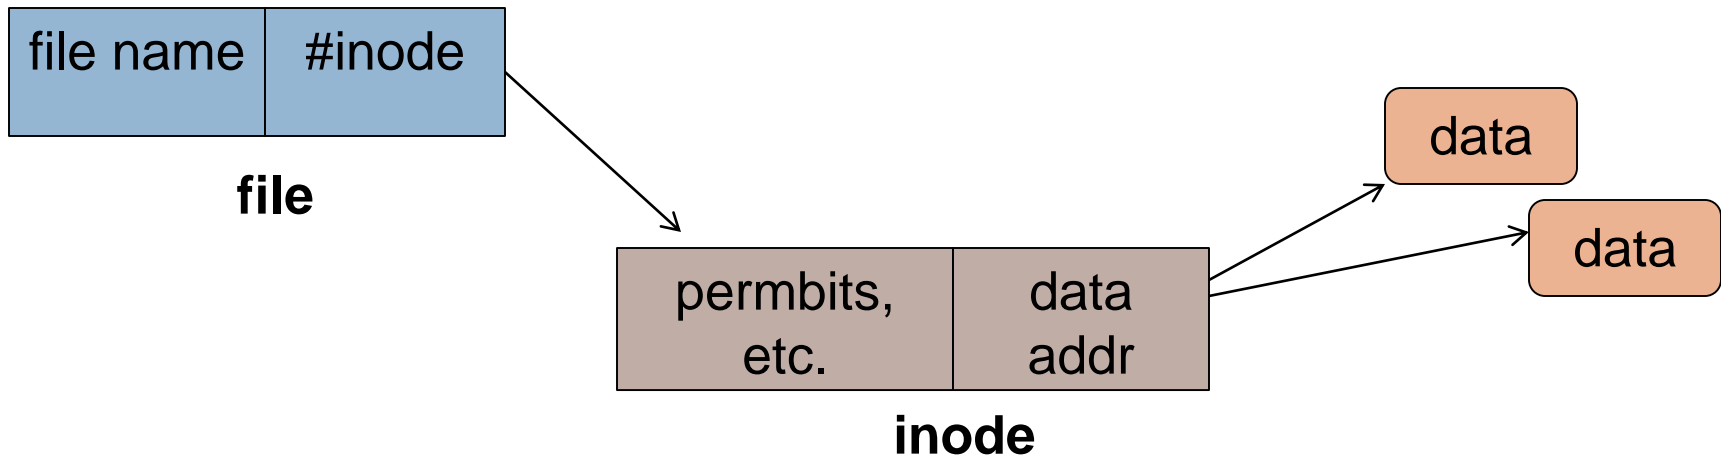 file name
#inode
file
data
data
permbits,
etc.
data
addr
inode